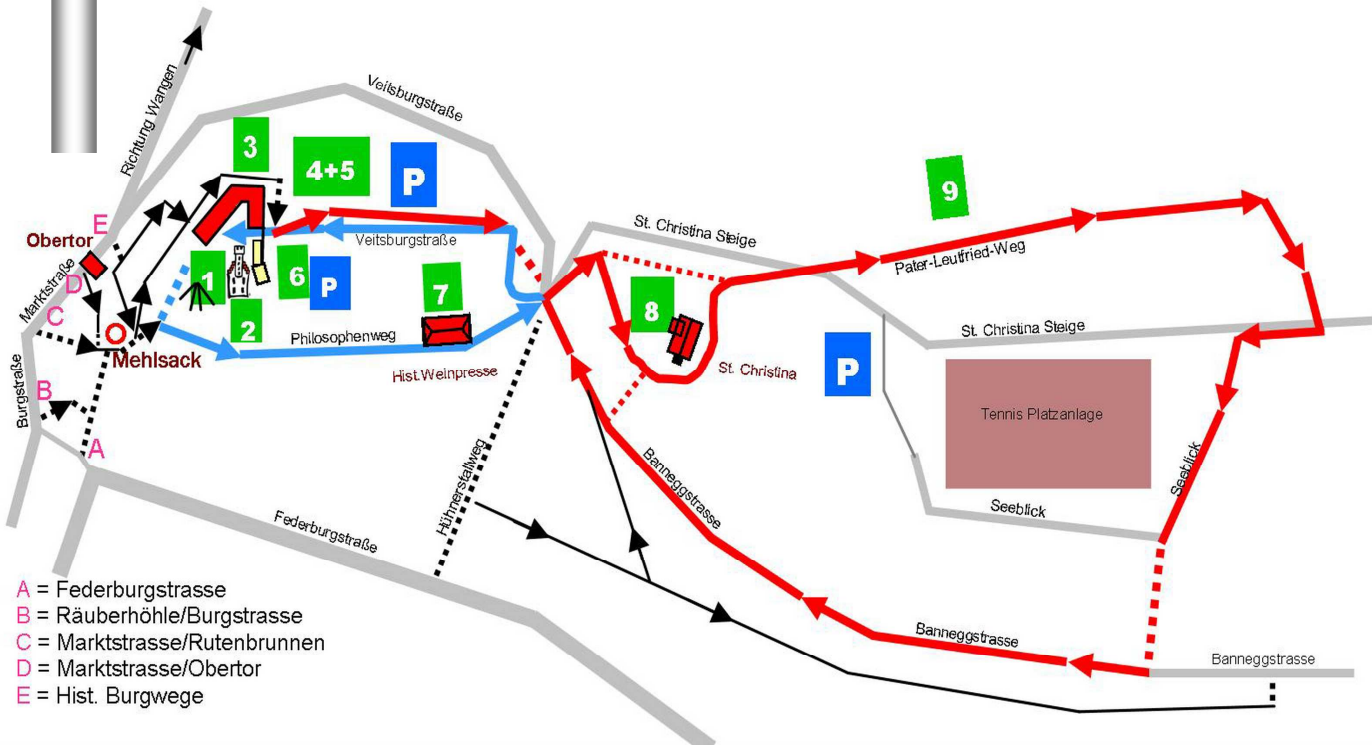 Richtung Wangen
Veitsburgstraße
3
4+5
P
9
E
Obertor
St. Christina Steige
Veitsburgstraße
Pater-Leutfried-Weg
Marktstraße
D
1
6
P
7
8
C
2
Philosophenweg
St. Christina Steige
Mehlsack
Hist.Weinpresse
St. Christina
P
Burgstraße
B
Tennis Platzanlage
A
Hühnerstallweg
Banneggstrasse
Seeblick
Seeblick
Federburgstraße
Banneggstrasse
Banneggstrasse
A = Federburgstrasse
B = Räuberhöhle/Burgstrasse
C = Marktstrasse/Rutenbrunnen
D = Marktstrasse/Obertor
E = Hist. Burgwege